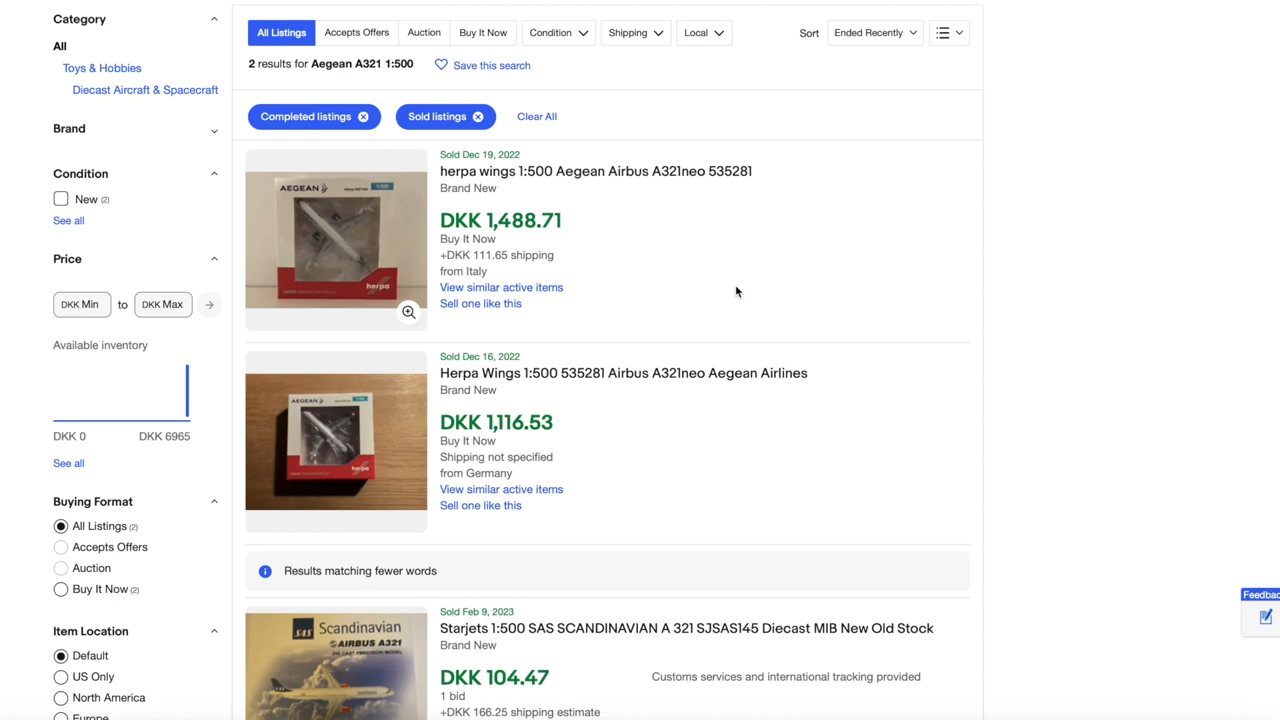 Category
All
Toys & Hobbies
Diecast Aircraft & Spacecraft
Brand
Condition
New (2)
See all
Price
DKK Min to DKK Max
Available inventory
DKK 0 DKK 6965
See all
Buying Format
All Listings (2)
Accepts Offers
Auction
Buy It Now (2)
Item Location
Default
US Only
North America
Europe
All Listings Accepts Offers Auction Buy It Now Condition Shipping Local Sort Ended Recently
2 results for Aegean A321 1:500 Save this search
Completed listings Sold listings Clear All
AEGEAN
herpa
Sold Dec 19, 2022
herpa wings 1:500 Aegean Airbus A321neo 535281
Brand New
DKK 1,488.71
Buy It Now
+DKK 111.65 shipping
from Italy
View similar active items
Sell one like this
AEGEAN
herpa
Sold Dec 16, 2022
Herpa Wings 1:500 535281 Airbus A321neo Aegean Airlines
Brand New
DKK 1,116.53
Buy It Now
Shipping not specified
from Germany
View similar active items
Sell one like this
Results matching fewer words
SAS Scandinavian
AIRBUS A321
Sold Feb 9, 2023
Starjets 1:500 SAS SCANDINAVIAN A 321 SJSAS145 Diecast MIB New Old Stock
Brand New
DKK 104.47 Customs services and international tracking provided
1 bid
+DKK 166.25 shipping estimate
Feedbac